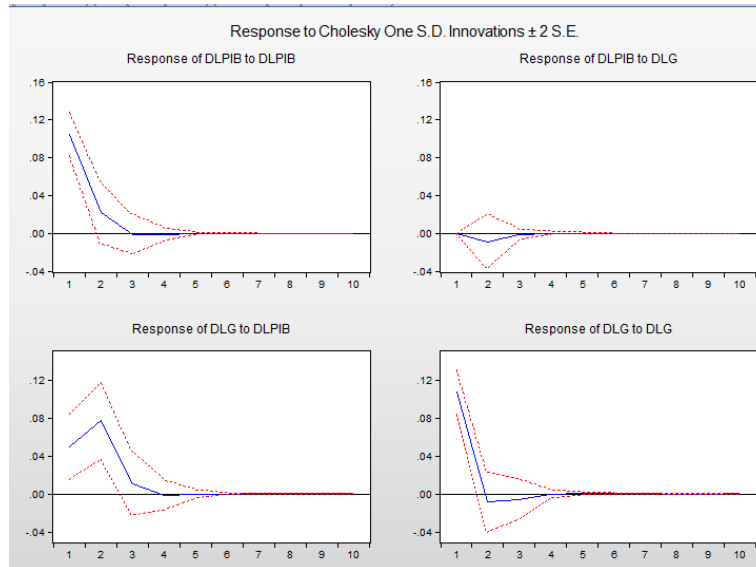 Response to Cholesky One S.D. Innovations ± 2 S.E.
Response of DLPIB to DLPIB
.16
.12
.08
.04
.00
-.04
1 2 3 4 5 6 7 8 9 10
Response of DLPIB to DLG
.16
.12
.08
.04
.00
-.04
1 2 3 4 5 6 7 8 9 10
Response of DLG to DLPIB
.12
.08
.04
.00
-.04
1 2 3 4 5 6 7 8 9 10
Response of DLG to DLG
.12
.08
.04
.00
-.04
1 2 3 4 5 6 7 8 9 10